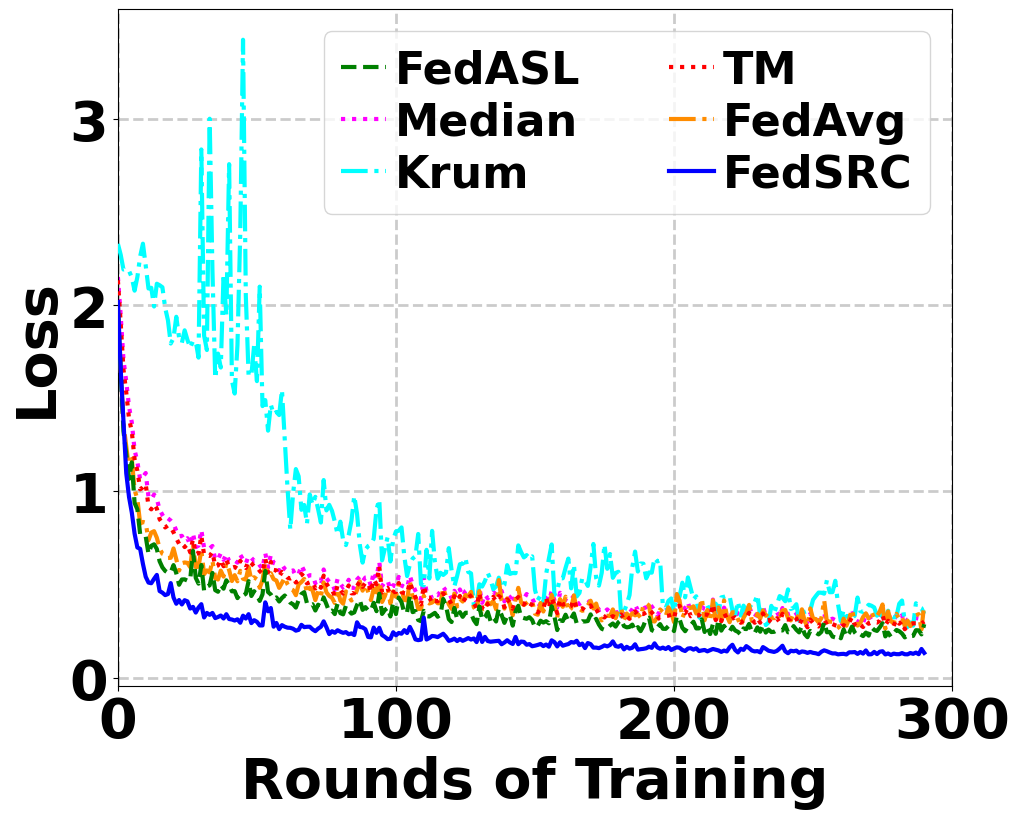 FedASL
Median
Krum
TM
FedAvg
FedSRC
Loss
3
2
1
0
0 100 200 300
Rounds of Training